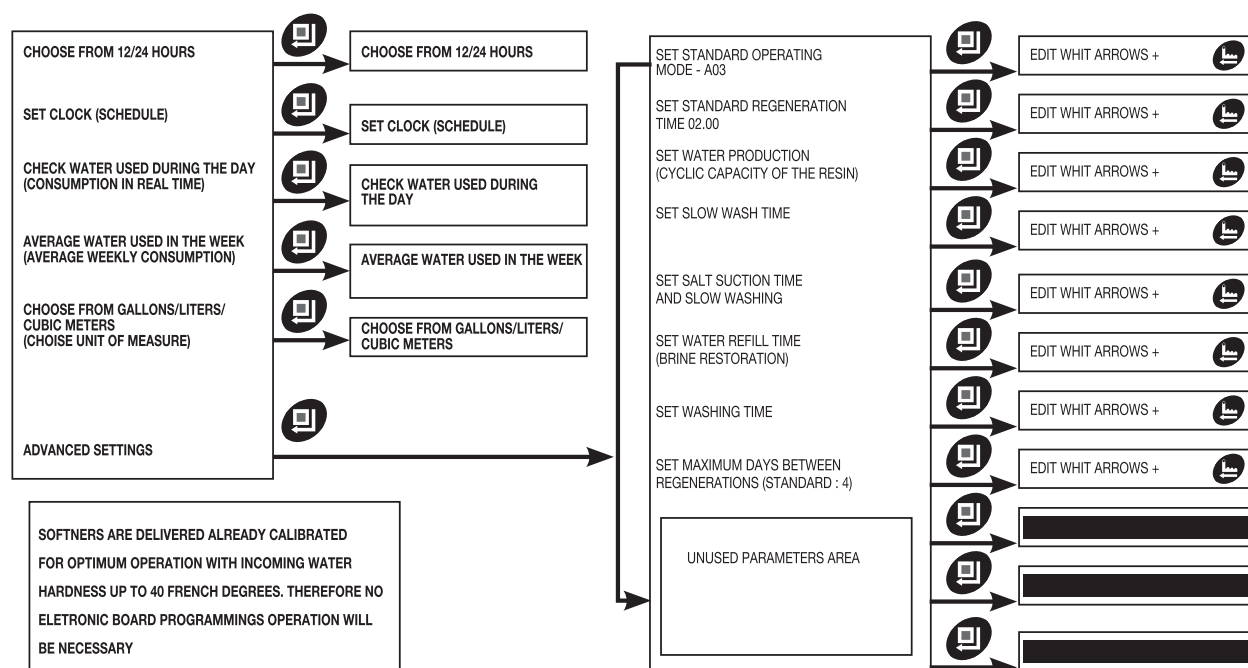 CHOOSE FROM 12/24 HOURS
SET CLOCK (SCHEDULE)
CHECK WATER USED DURING THE DAY
(CONSUMPTION IN REAL TIME)
AVERAGE WATER USED IN THE WEEK
(AVERAGE WEEKLY CONSUMPTION)
CHOOSE FROM GALLONS/LITERS/
CUBIC METERS
(CHOISE UNIT OF MEASURE)
ADVANCED SETTINGS
CHOOSE FROM 12/24 HOURS
SET CLOCK (SCHEDULE)
CHECK WATER USED DURING
THE DAY
AVERAGE WATER USED IN THE WEEK
CHOOSE FROM GALLONS/LITERS/
CUBIC METERS
SOFTNERS ARE DELIVERED ALREADY CALIBRATED
FOR OPTIMUM OPERATION WITH INCOMING WATER
HARDNESS UP TO 40 FRENCH DEGREES. THEREFORE NO
ELETRONIC BOARD PROGRAMMINGS OPERATION WILL
BE NECESSARY
SET STANDARD OPERATING
MODE - A03
SET STANDARD REGENERATION
TIME 02.00
SET WATER PRODUCTION
(CYCLIC CAPACITY OF THE RESIN)
SET SLOW WASH TIME
SET SALT SUCTION TIME
AND SLOW WASHING
SET WATER REFILL TIME
(BRINE RESTORATION)
SET WASHING TIME
SET MAXIMUM DAYS BETWEEN
REGENERATIONS (STANDARD : 4)
UNUSED PARAMETERS AREA
EDIT WHIT ARROWS +
EDIT WHIT ARROWS +
EDIT WHIT ARROWS +
EDIT WHIT ARROWS +
EDIT WHIT ARROWS +
EDIT WHIT ARROWS +
EDIT WHIT ARROWS +
EDIT WHIT ARROWS +